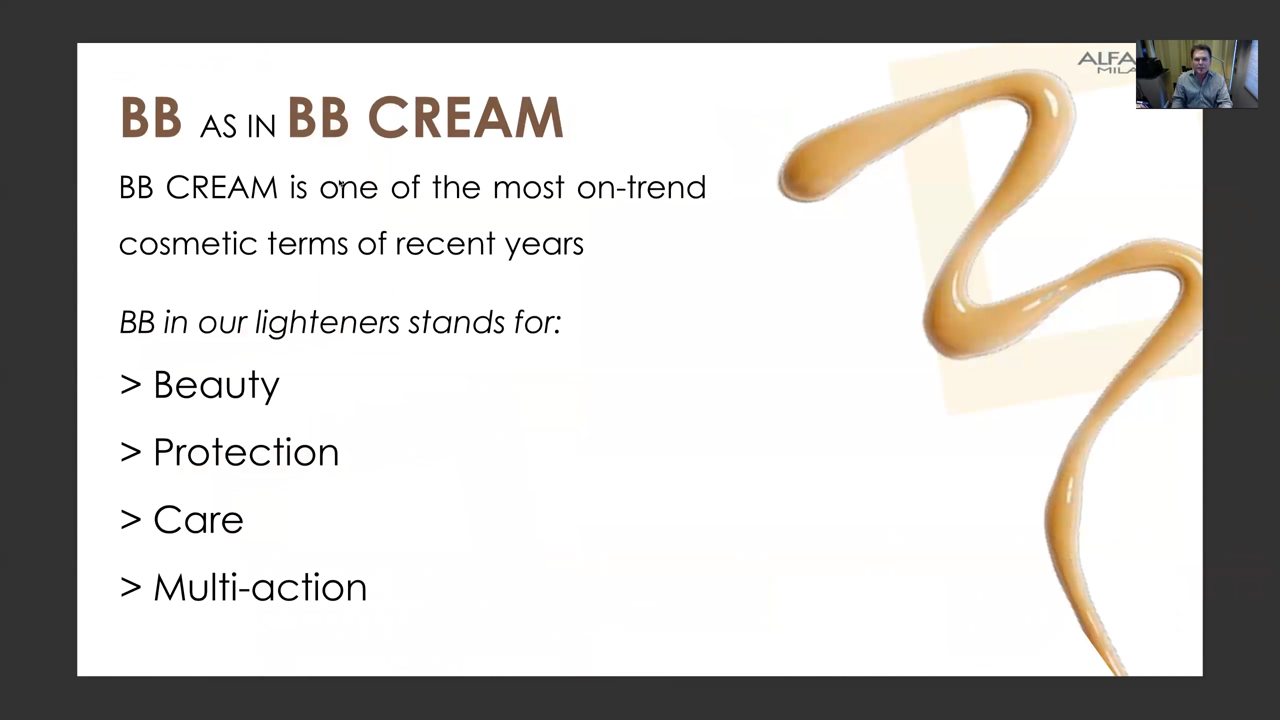 BB AS IN BB CREAM
BB CREAM is one of the most on-trend
cosmetic terms of recent years
BB in our lighteners stands for:
> Beauty
> Protection
> Care
> Multi-action